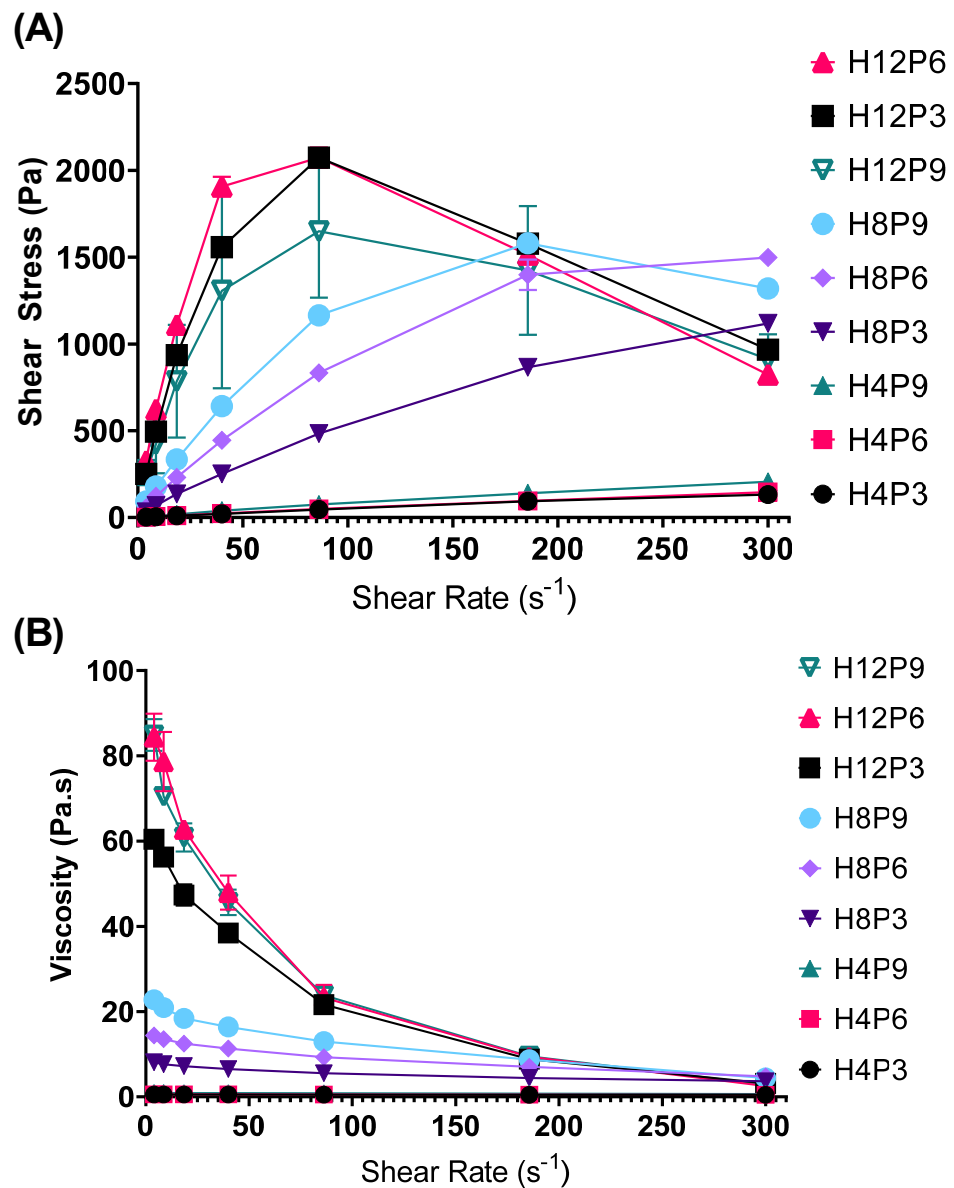 (A)
Shear Stress (Pa)
2500
2000
1500
1000
500
0
0 50 100 150 200 250 300
Shear Rate (s⁻¹)
H12P6
H12P3
H12P9
H8P9
H8P6
H8P3
H4P9
H4P6
H4P3
(B)
Viscosity (Pa.s)
100
80
60
40
20
0
0 50 100 150 200 250 300
Shear Rate (s⁻¹)
H12P9
H12P6
H12P3
H8P9
H8P6
H8P3
H4P9
H4P6
H4P3